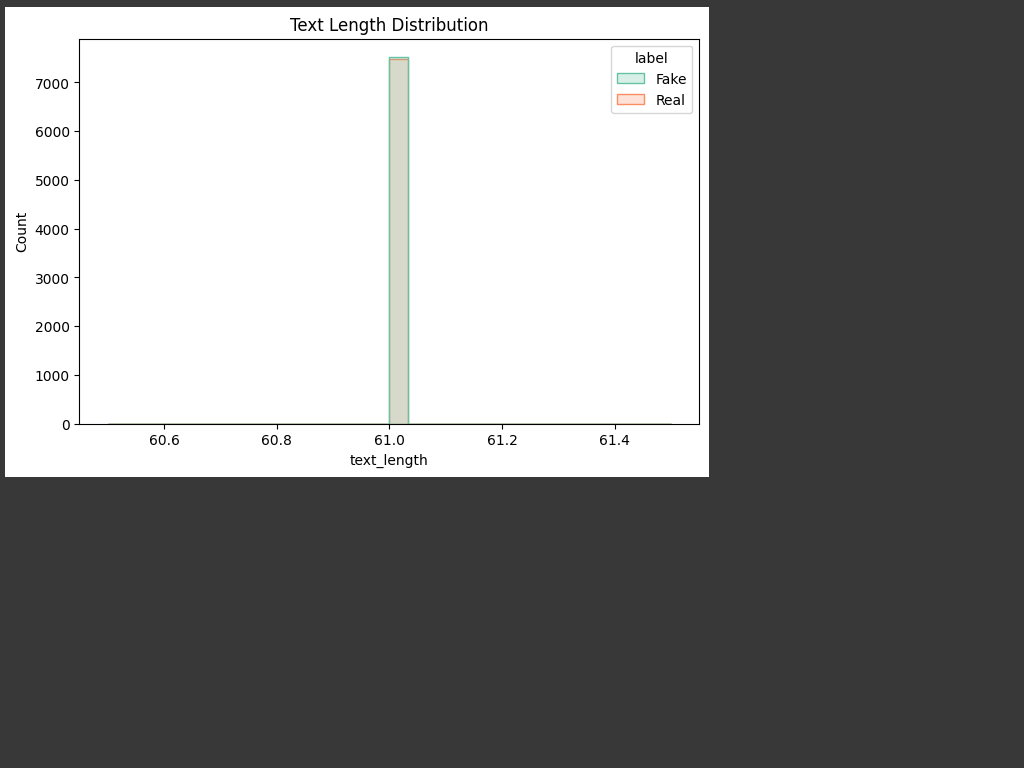 Text Length Distribution
label
Fake
Real
7000
6000
5000
4000
3000
2000
1000
0
Count
60.6 60.8 61.0 61.2 61.4
text_length